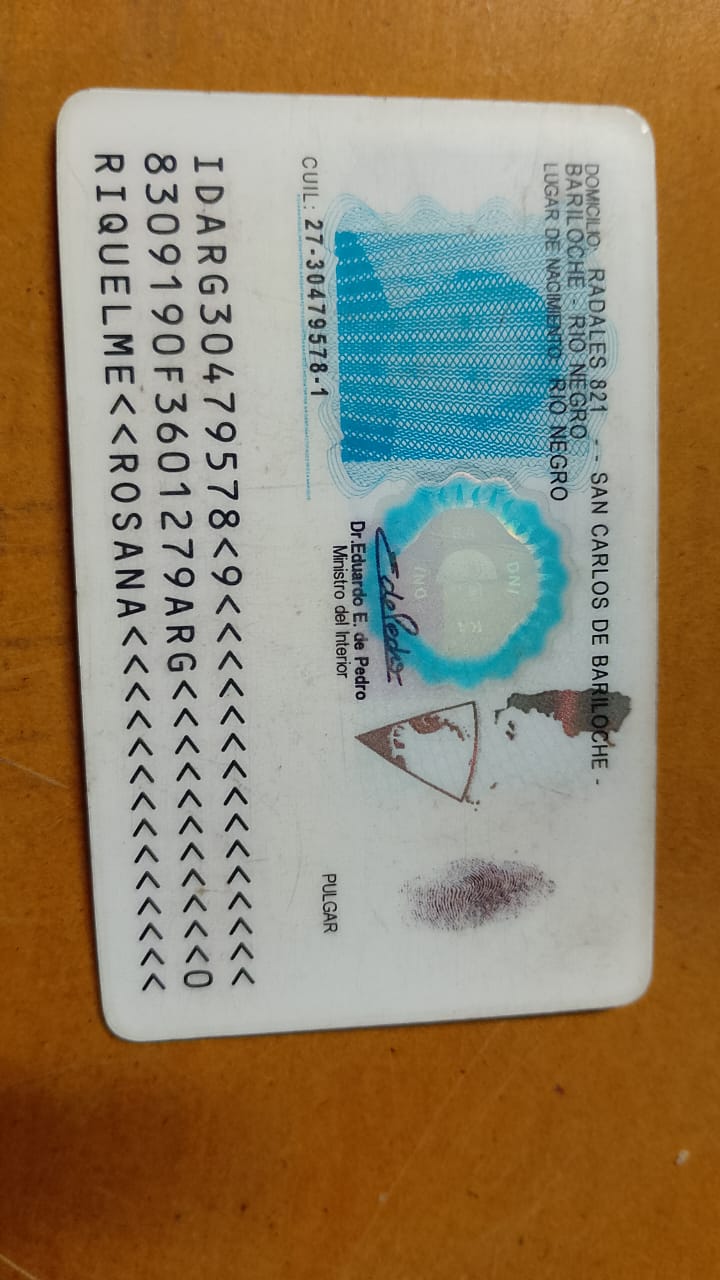 DOMICILIO: RADALES 821 - - SAN CARLOS DE BARILOCHE -
BARILOCHE - RIO NEGRO
LUGAR DE NACIMIENTO: RIO NEGRO
DNI
Dr. Eduardo E. de Pedro
Ministro del Interior
PULGAR
CUIL: 27-30479578-1
IDARG30479578<9<<<<<<<<<<<<<<<
8309190F3601279ARG<<<<<<<<<<<0
RIQUELME<<ROSANA<<<<<<<<<<<<<<